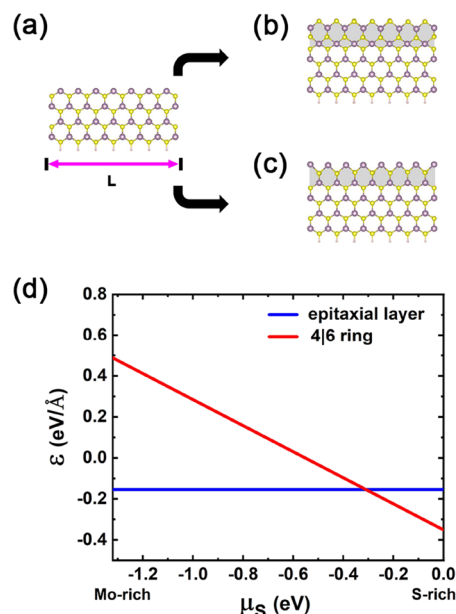 (a)
(b)
L
(c)
(d)
epitaxial layer
4|6 ring
ε (eV/Å)
0.8
0.6
0.4
0.2
0.0
-0.2
-0.4
-1.2 -1.0 -0.8 -0.6 -0.4 -0.2 0.0
Mo-rich μS (eV) S-rich